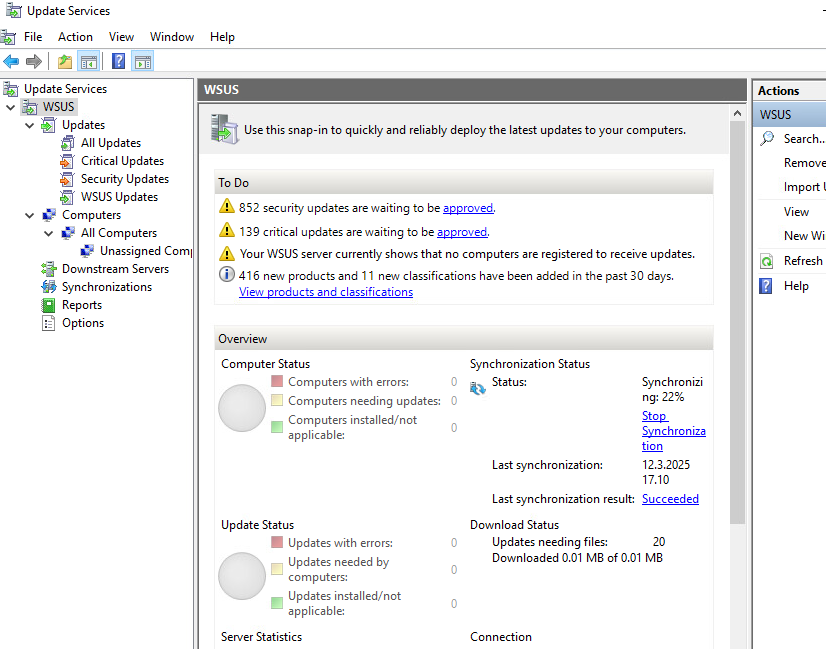 Update Services
File Action View Window Help
Update Services
WSUS
Updates
All Updates
Critical Updates
Security Updates
WSUS Updates
Computers
All Computers
Unassigned Comp
Downstream Servers
Synchronizations
Reports
Options
WSUS
Use this snap-in to quickly and reliably deploy the latest updates to your computers.
To Do
852 security updates are waiting to be approved.
139 critical updates are waiting to be approved.
Your WSUS server currently shows that no computers are registered to receive updates.
416 new products and 11 new classifications have been added in the past 30 days.
View products and classifications
Overview
Computer Status
Computers with errors: 0
Computers needing updates: 0
Computers installed/not
applicable: 0
Synchronization Status
Status: Synchronizi
ng: 22%
Stop
Synchroniza
tion
Last synchronization: 12.3.2025
17.10
Last synchronization result: Succeeded
Update Status
Updates with errors: 0
Updates needed by
computers: 0
Updates installed/not
applicable: 0
Download Status
Updates needing files: 20
Downloaded 0.01 MB of 0.01 MB
Server Statistics
Connection
Actions
WSUS
Search...
Remove
Import U
View
New Wi
Refresh
Help